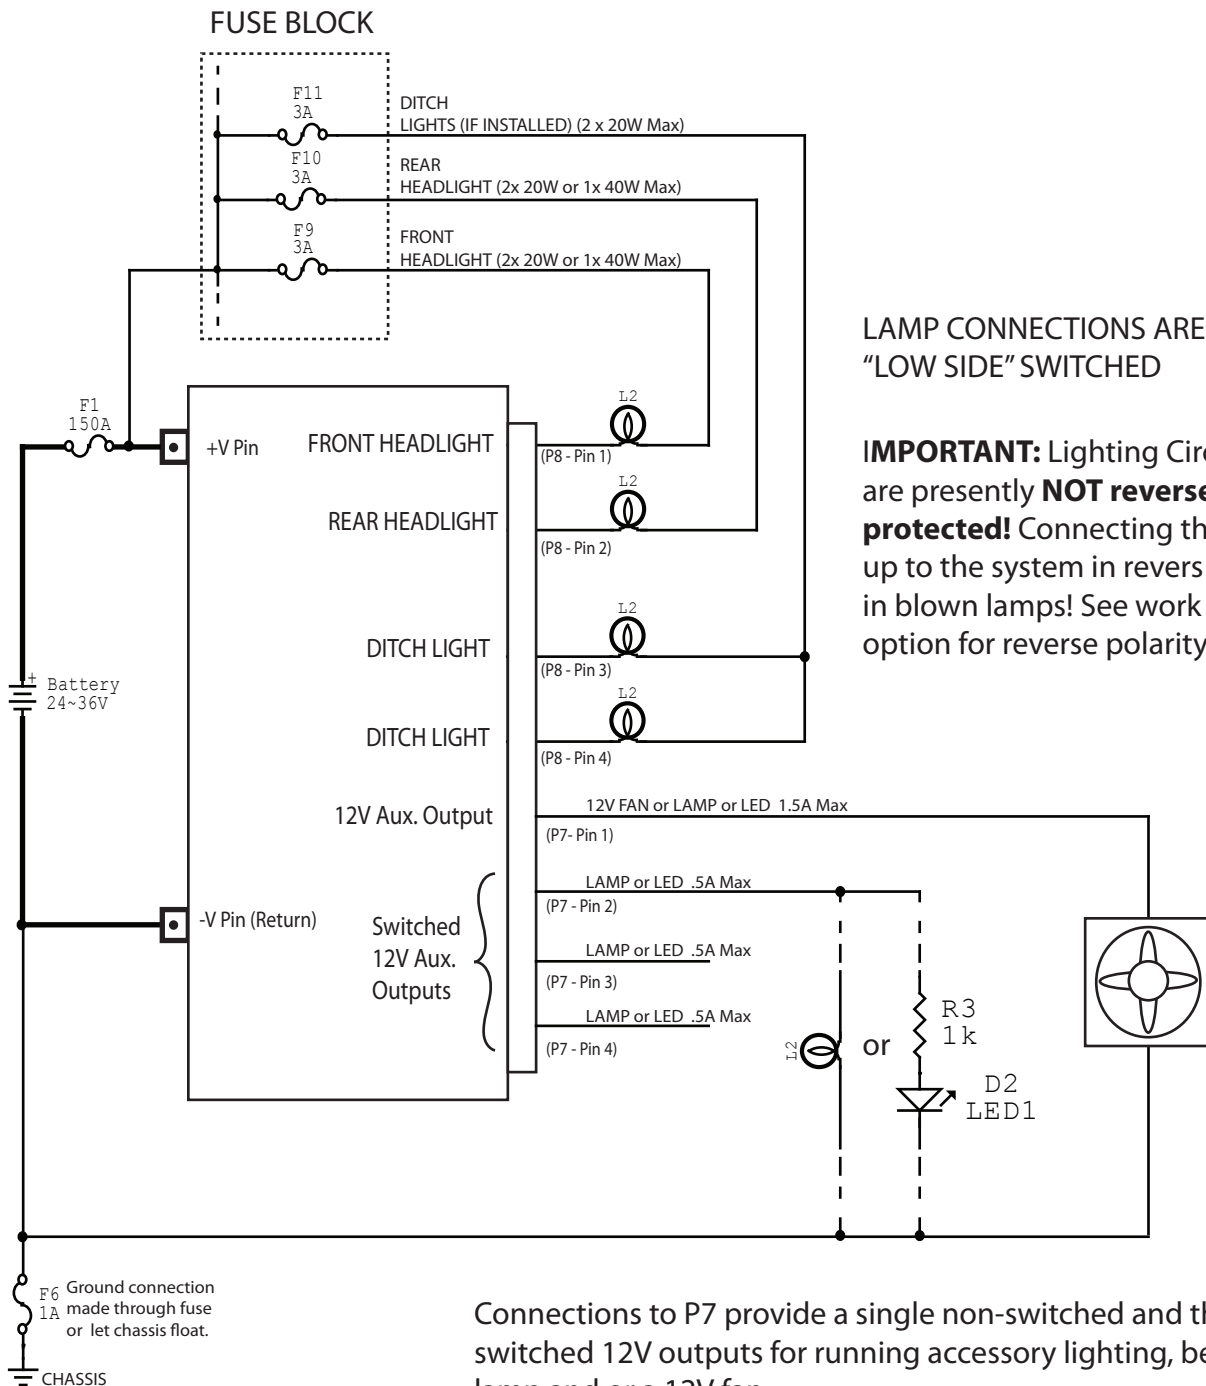 FUSE BLOCK
F11
3A
DITCH
LIGHTS (IF INSTALLED) (2 x 20W Max)
F10
3A
REAR
HEADLIGHT (2x 20W or 1x 40W Max)
F9
3A
FRONT
HEADLIGHT (2x 20W or 1x 40W Max)
LAMP CONNECTIONS ARE
“LOW SIDE” SWITCHED
IMPORTANT: Lighting Cir
are presently NOT reverse
protected! Connecting th
up to the system in revers
in blown lamps! See work
option for reverse polarity
F1
150A
+V Pin
FRONT HEADLIGHT
L2
(P8 - Pin 1)
REAR HEADLIGHT
L2
(P8 - Pin 2)
DITCH LIGHT
L2
(P8 - Pin 3)
DITCH LIGHT
L2
(P8 - Pin 4)
+
Battery
24~36V
12V Aux. Output
12V FAN or LAMP or LED 1.5A Max
(P7- Pin 1)
-V Pin (Return)
Switched
12V Aux.
Outputs
LAMP or LED .5A Max
(P7 - Pin 2)
LAMP or LED .5A Max
(P7 - Pin 3)
LAMP or LED .5A Max
(P7 - Pin 4)
L2
or
R3
1k
D2
LED1
F6
1A
Ground connection
made through fuse
or let chassis float.
CHASSIS
Connections to P7 provide a single non-switched and th
switched 12V outputs for running accessory lighting, be
lamp and or a 12V fan